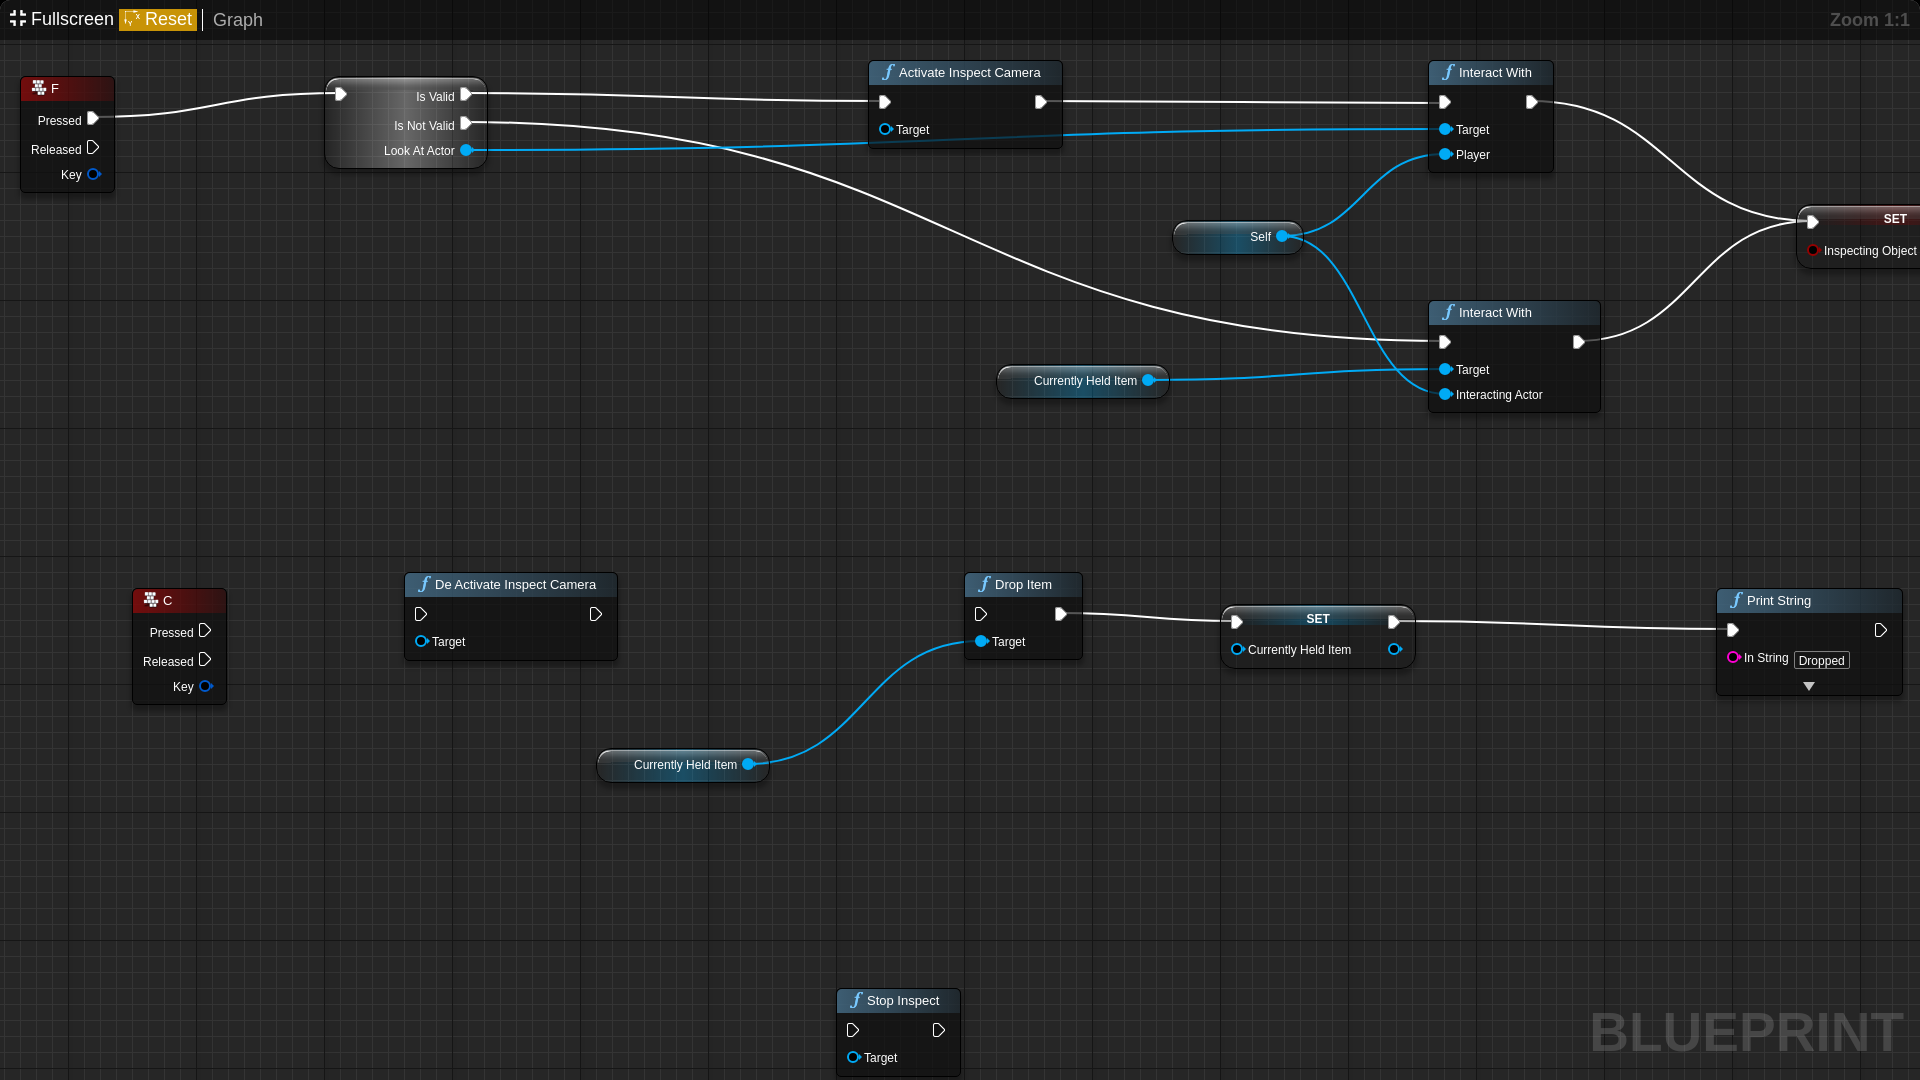 Fullscreen Reset Graph Zoom 1:1
F
Pressed
Released
Key
Is Valid
Is Not Valid
Look At Actor
Activate Inspect Camera
Target
Interact With
Target
Player
Self
SET
Inspecting Object
Interact With
Target
Interacting Actor
Currently Held Item
C
Pressed
Released
Key
De Activate Inspect Camera
Target
Drop Item
Target
SET
Currently Held Item
Print String
In String Dropped
Currently Held Item
Stop Inspect
Target
BLUEPRINT